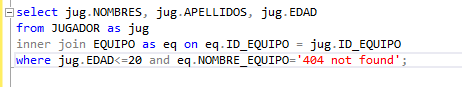 select jug.NOMBRES, jug.APELLIDOS, jug.EDAD
from JUGADOR as jug
inner join EQUIPO as eq on eq.ID_EQUIPO = jug.ID_EQUIPO
where jug.EDAD<=20 and eq.NOMBRE_EQUIPO='404 not found';